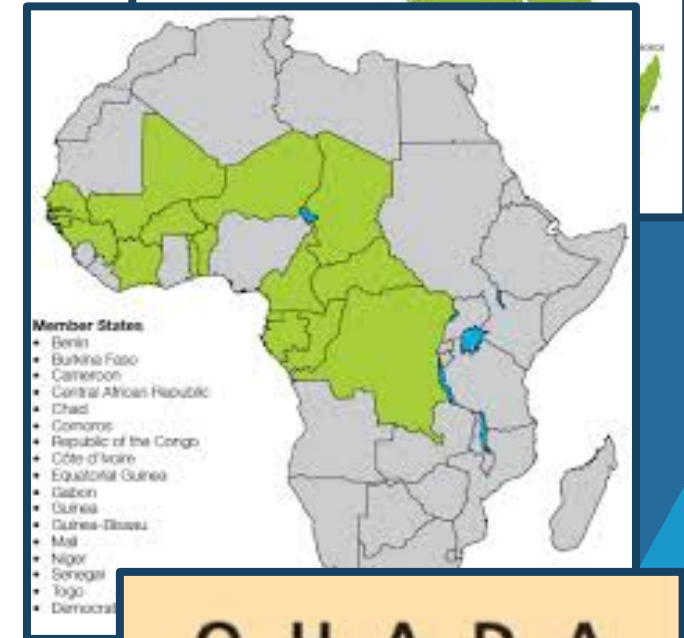 Member States
• Benin
• Burkina Faso
• Cameroon
• Central African Republic
• Chad
• Comoros
• Republic of the Congo
• Côte d'Ivoire
• Equatorial Guinea
• Gabon
• Guinea
• Guinea-Bissau
• Mali
• Niger
• Senegal
• Togo
• Democrat
O H A D A